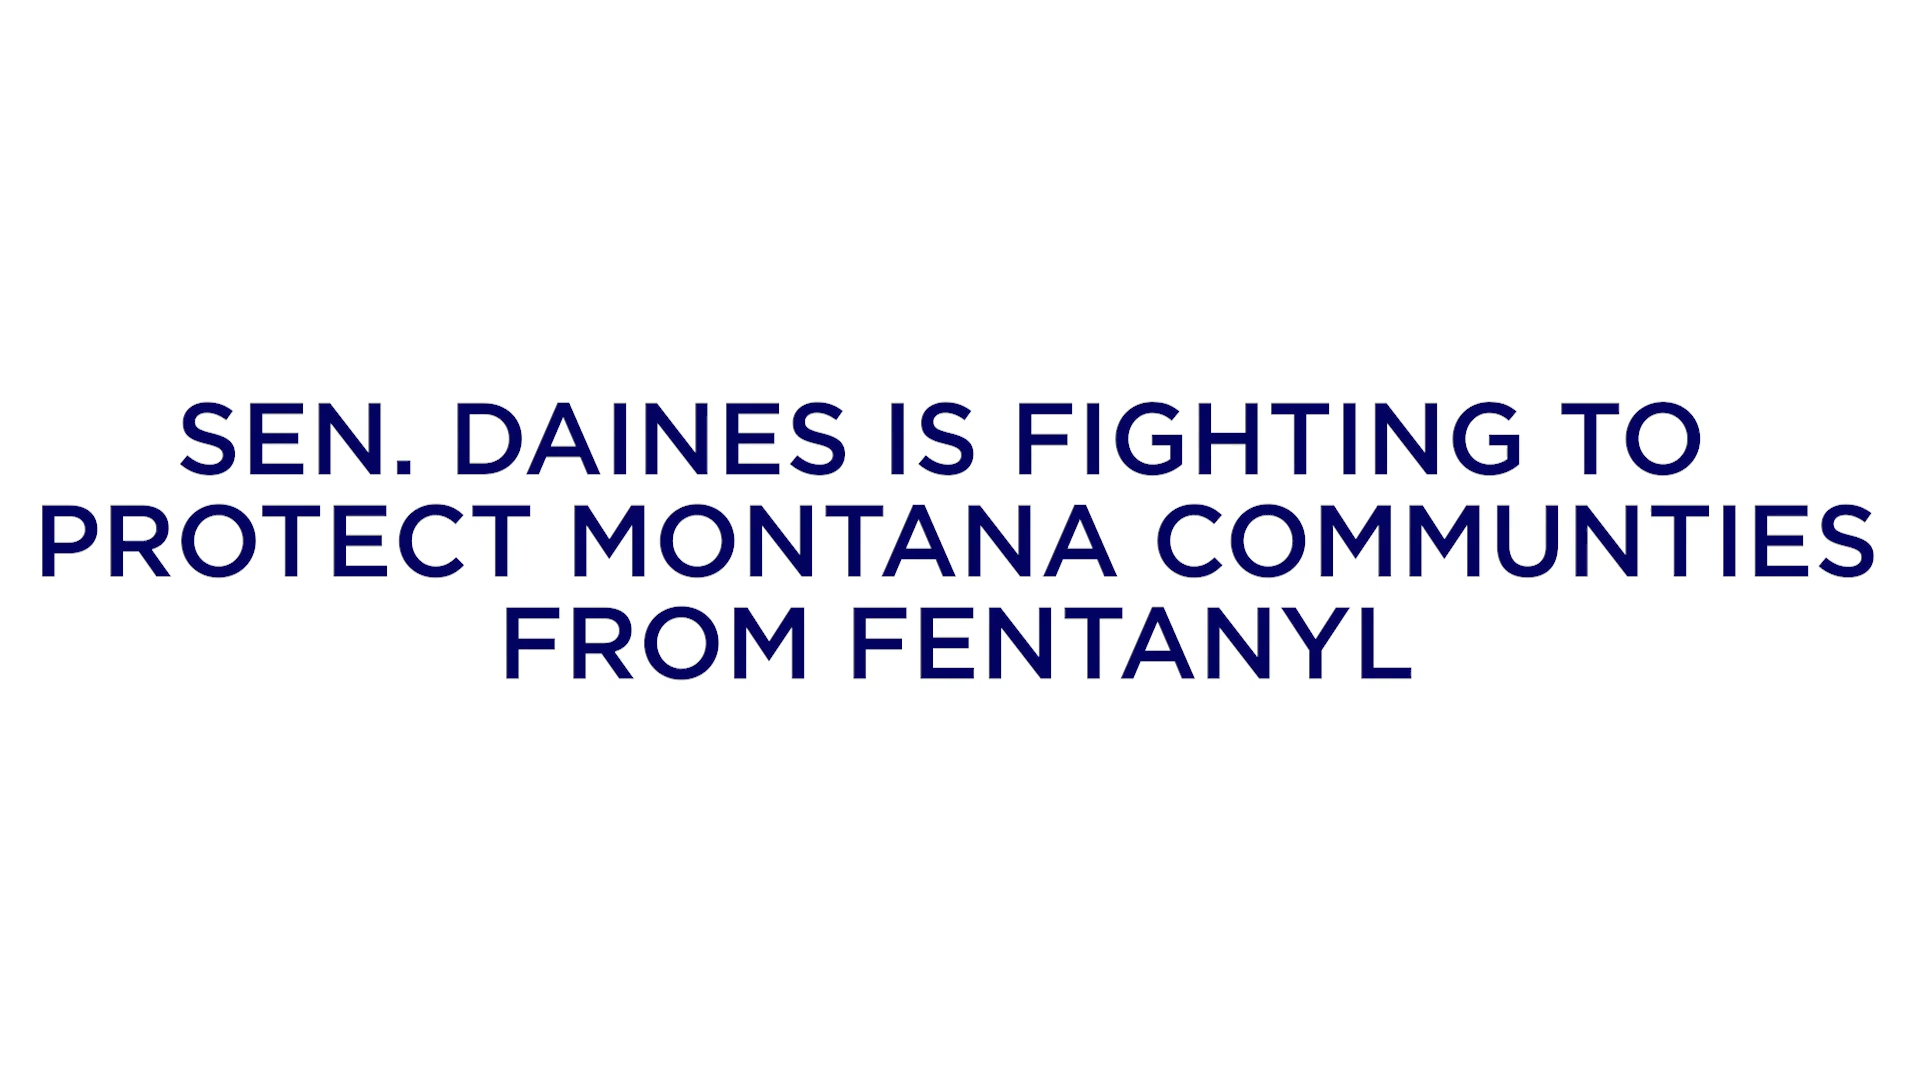 SEN. DAINES IS FIGHTING TO
PROTECT MONTANA COMMUNTIES
FROM FENTANYL